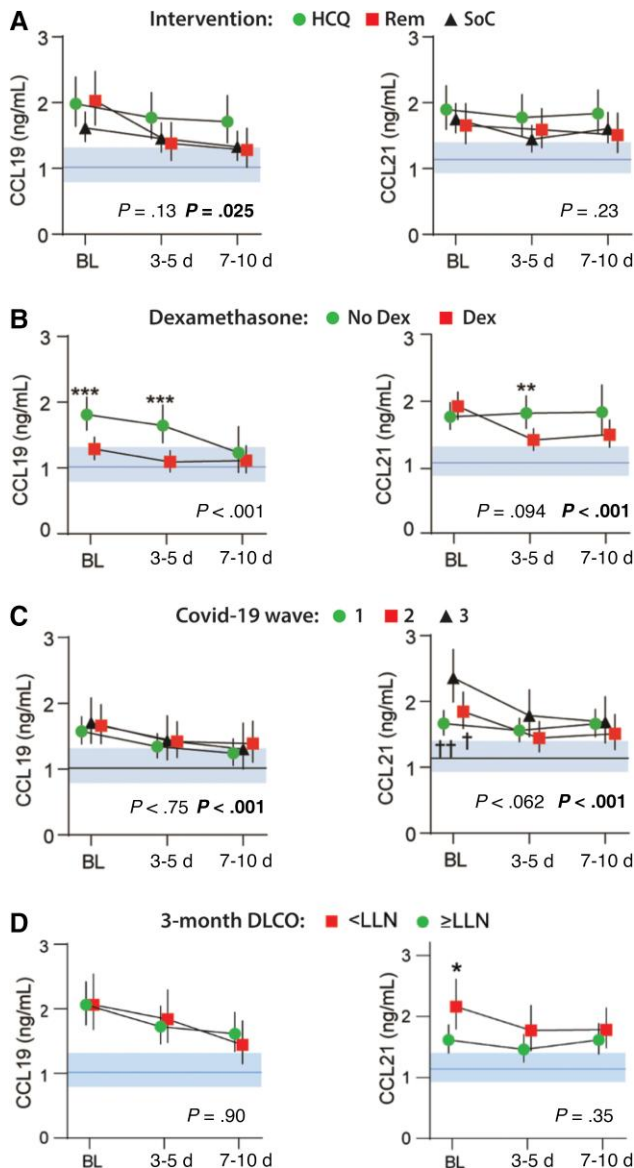 A
Intervention: HCQ Rem SoC
3
2
1
0
CCL19 (ng/mL)
P = .13 P = .025
BL 3-5 d 7-10 d
3
2
1
0
CCL21 (ng/mL)
P = .23
BL 3-5 d 7-10 d
B
Dexamethasone: No Dex Dex
3
2
1
0
CCL19 (ng/mL)
*** ***
P < .001
BL 3-5 d 7-10 d
3
2
1
0
CCL21 (ng/mL)
**
P = .094 P < .001
BL 3-5 d 7-10 d
C
Covid-19 wave: 1 2 3
3
2
1
0
CCL19 (ng/mL)
P < .75 P < .001
BL 3-5 d 7-10 d
3
2
1
0
CCL21 (ng/mL)
†† †
P < .062 P < .001
BL 3-5 d 7-10 d
D
3-month DLCO: <LLN ≥LLN
3
2
1
0
CCL19 (ng/mL)
P = .90
BL 3-5 d 7-10 d
3
2
1
0
CCL21 (ng/mL)
*
P = .35
BL 3-5 d 7-10 d